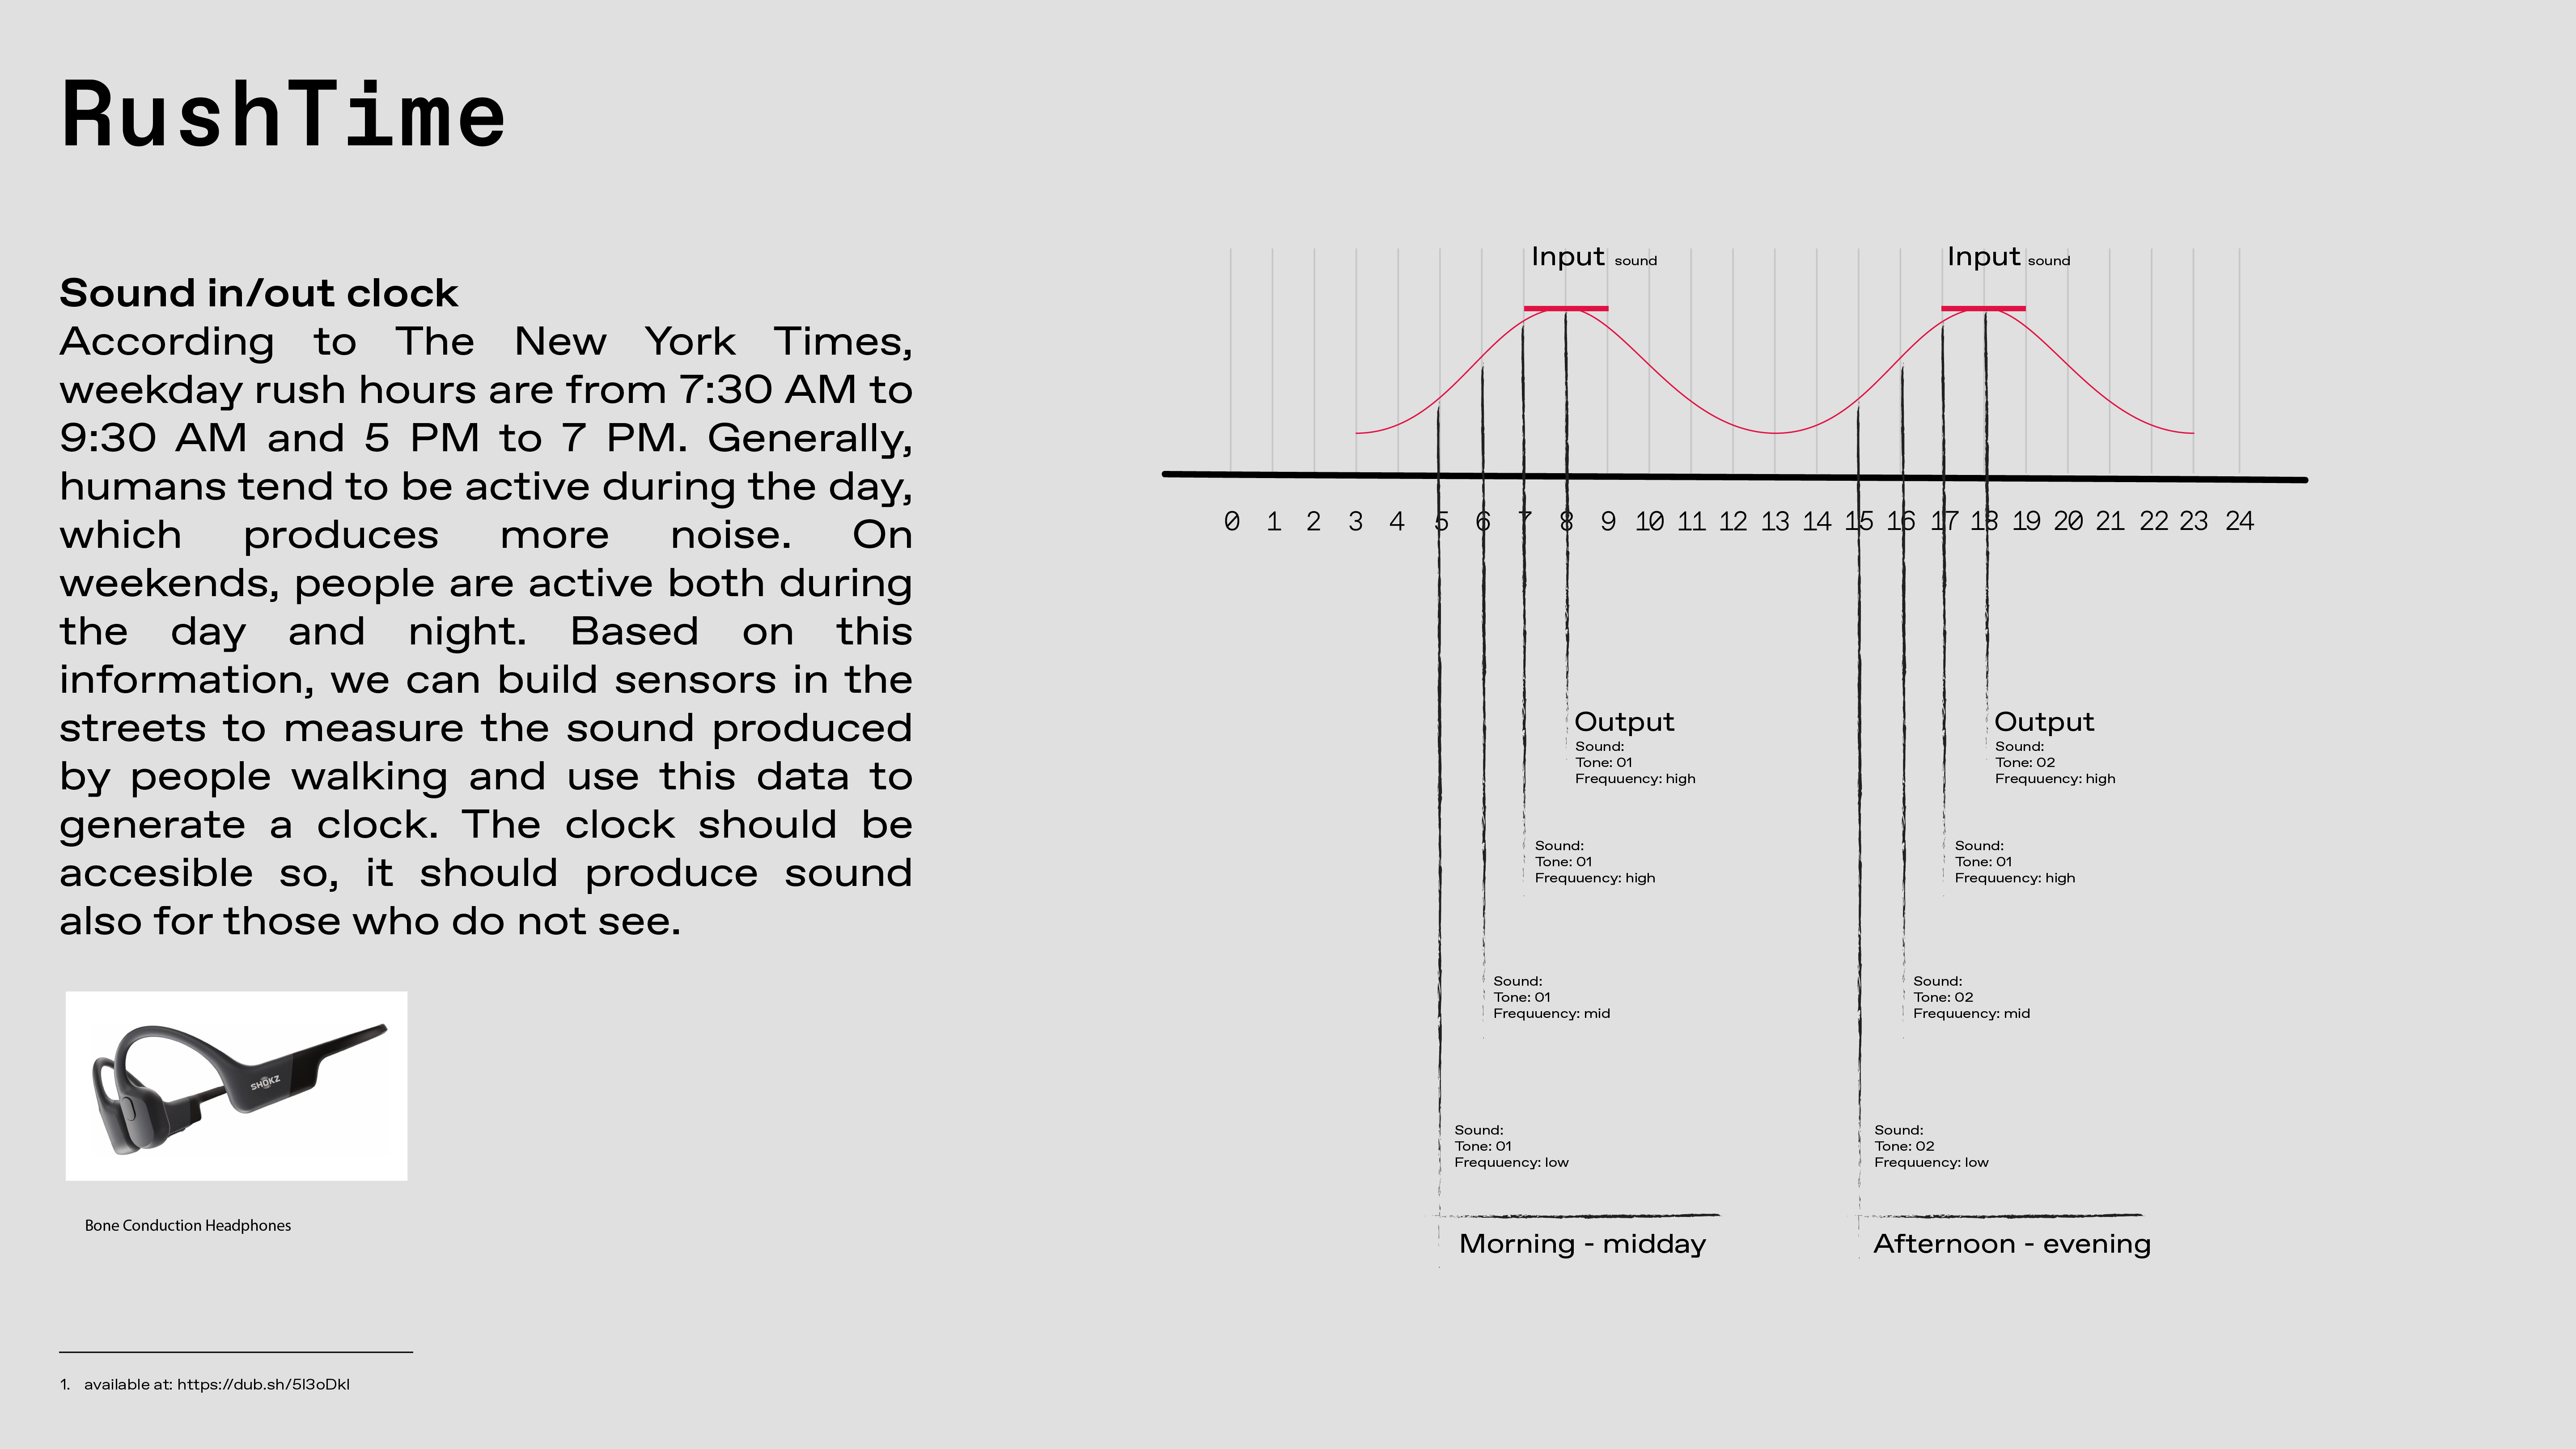 RushTime
Sound in/out clock
According to The New York Times,
weekday rush hours are from 7:30 AM to
9:30 AM and 5 PM to 7 PM. Generally,
humans tend to be active during the day,
which produces more noise. On
weekends, people are active both during
the day and night. Based on this
information, we can build sensors in the
streets to measure the sound produced
by people walking and use this data to
generate a clock. The clock should be
accesible so, it should produce sound
also for those who do not see.
SHOKZ
Bone Conduction Headphones
1. available at: https://dub.sh/5I3oDkI
Input sound
Input sound
0 1 2 3 4 5 6 7 8 9 10 11 12 13 14 15 16 17 18 19 20 21 22 23 24
Output
Sound:
Tone: 01
Frequuency: high
Sound:
Tone: 01
Frequuency: high
Sound:
Tone: 01
Frequuency: mid
Sound:
Tone: 01
Frequuency: low
Morning - midday
Output
Sound:
Tone: 02
Frequuency: high
Sound:
Tone: 01
Frequuency: high
Sound:
Tone: 02
Frequuency: mid
Sound:
Tone: 02
Frequuency: low
Afternoon - evening